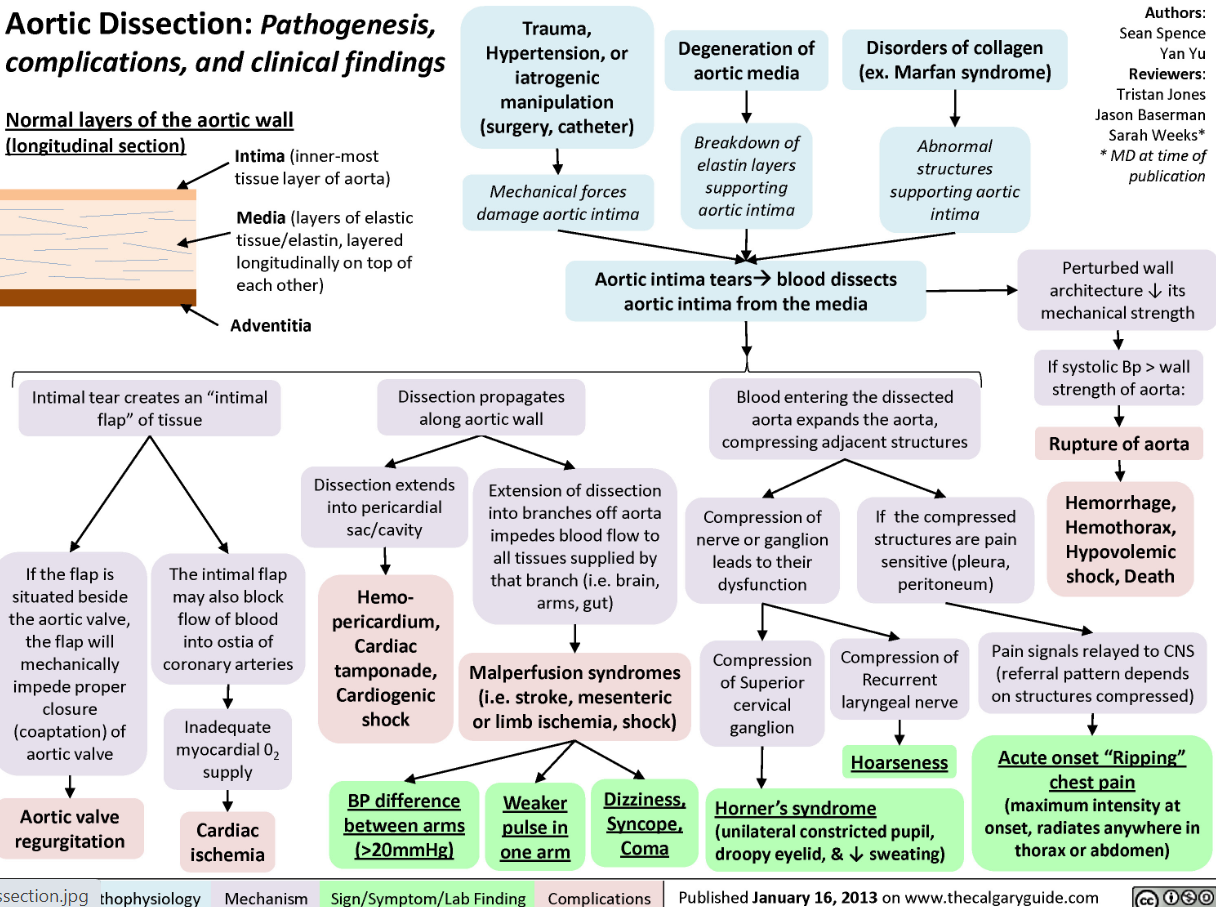 Aortic Dissection: Pathogenesis,
complications, and clinical findings
Authors:
Sean Spence
Yan Yu
Reviewers:
Tristan Jones
Jason Baserman
Sarah Weeks*
* MD at time of
publication
Normal layers of the aortic wall
(longitudinal section)
Intima (inner-most
tissue layer of aorta)
Media (layers of elastic
tissue/elastin, layered
longitudinally on top of
each other)
Adventitia
Trauma,
Hypertension, or
iatrogenic
manipulation
(surgery, catheter)
Mechanical forces
damage aortic intima
Degeneration of
aortic media
Breakdown of
elastin layers
supporting
aortic intima
Disorders of collagen
(ex. Marfan syndrome)
Abnormal
structures
supporting aortic
intima
Aortic intima tears→ blood dissects
aortic intima from the media
Perturbed wall
architecture ↓ its
mechanical strength
If systolic Bp > wall
strength of aorta:
Rupture of aorta
Hemorrhage,
Hemothorax,
Hypovolemic
shock, Death
Intimal tear creates an “intimal
flap” of tissue
If the flap is
situated beside
the aortic valve,
the flap will
mechanically
impede proper
closure
(coaptation) of
aortic valve
Aortic valve
regurgitation
The intimal flap
may also block
flow of blood
into ostia of
coronary arteries
Inadequate
myocardial 0₂
supply
Cardiac
ischemia
Dissection propagates
along aortic wall
Dissection extends
into pericardial
sac/cavity
Hemo-
pericardium,
Cardiac
tamponade,
Cardiogenic
shock
Extension of dissection
into branches off aorta
impedes blood flow to
all tissues supplied by
that branch (i.e. brain,
arms, gut)
Malperfusion syndromes
(i.e. stroke, mesenteric
or limb ischemia, shock)
BP difference
between arms
(>20mmHg)
Weaker
pulse in
one arm
Dizziness,
Syncope,
Coma
Blood entering the dissected
aorta expands the aorta,
compressing adjacent structures
Compression of
nerve or ganglion
leads to their
dysfunction
Compression
of Superior
cervical
ganglion
Horner’s syndrome
(unilateral constricted pupil,
droopy eyelid, & ↓ sweating)
Compression of
Recurrent
laryngeal nerve
Hoarseness
If the compressed
structures are pain
sensitive (pleura,
peritoneum)
Pain signals relayed to CNS
(referral pattern depends
on structures compressed)
Acute onset “Ripping”
chest pain
(maximum intensity at
onset, radiates anywhere in
thorax or abdomen)
ssection.jpg
thophysiology
Mechanism
Sign/Symptom/Lab Finding
Complications
Published January 16, 2013 on www.thecalgaryguide.com
cc